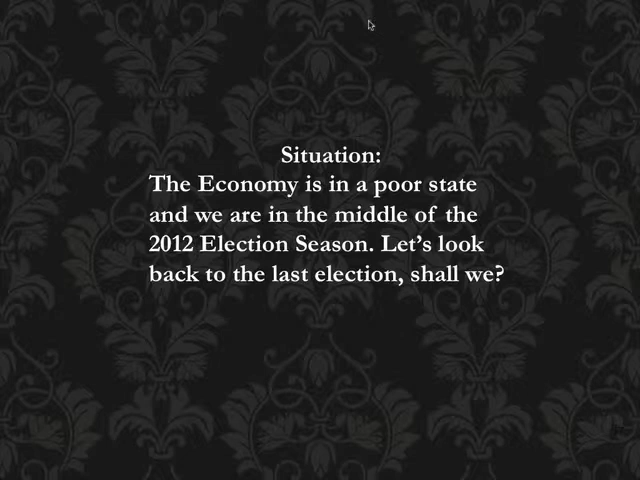 Situation:
The Economy is in a poor state
and we are in the middle of the
2012 Election Season. Let’s look
back to the last election, shall we?